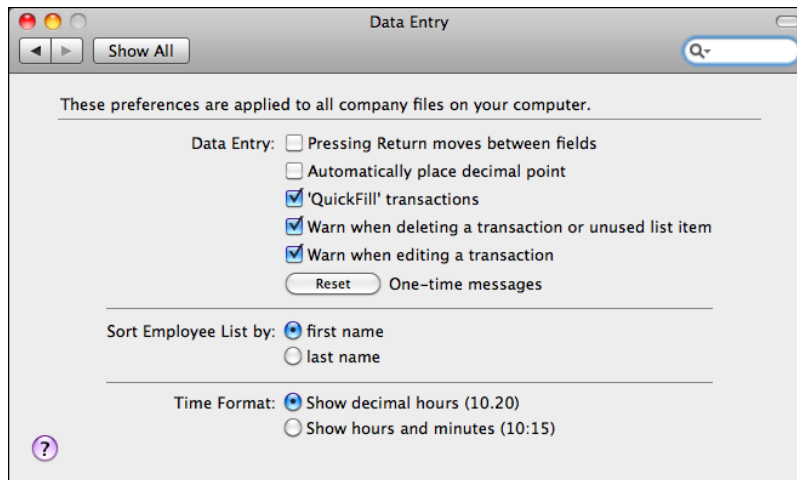 Data Entry
Show All
These preferences are applied to all company files on your computer.
Data Entry: Pressing Return moves between fields
Automatically place decimal point
'QuickFill' transactions
Warn when deleting a transaction or unused list item
Warn when editing a transaction
Reset One-time messages
Sort Employee List by: first name
last name
Time Format: Show decimal hours (10.20)
Show hours and minutes (10:15)
?